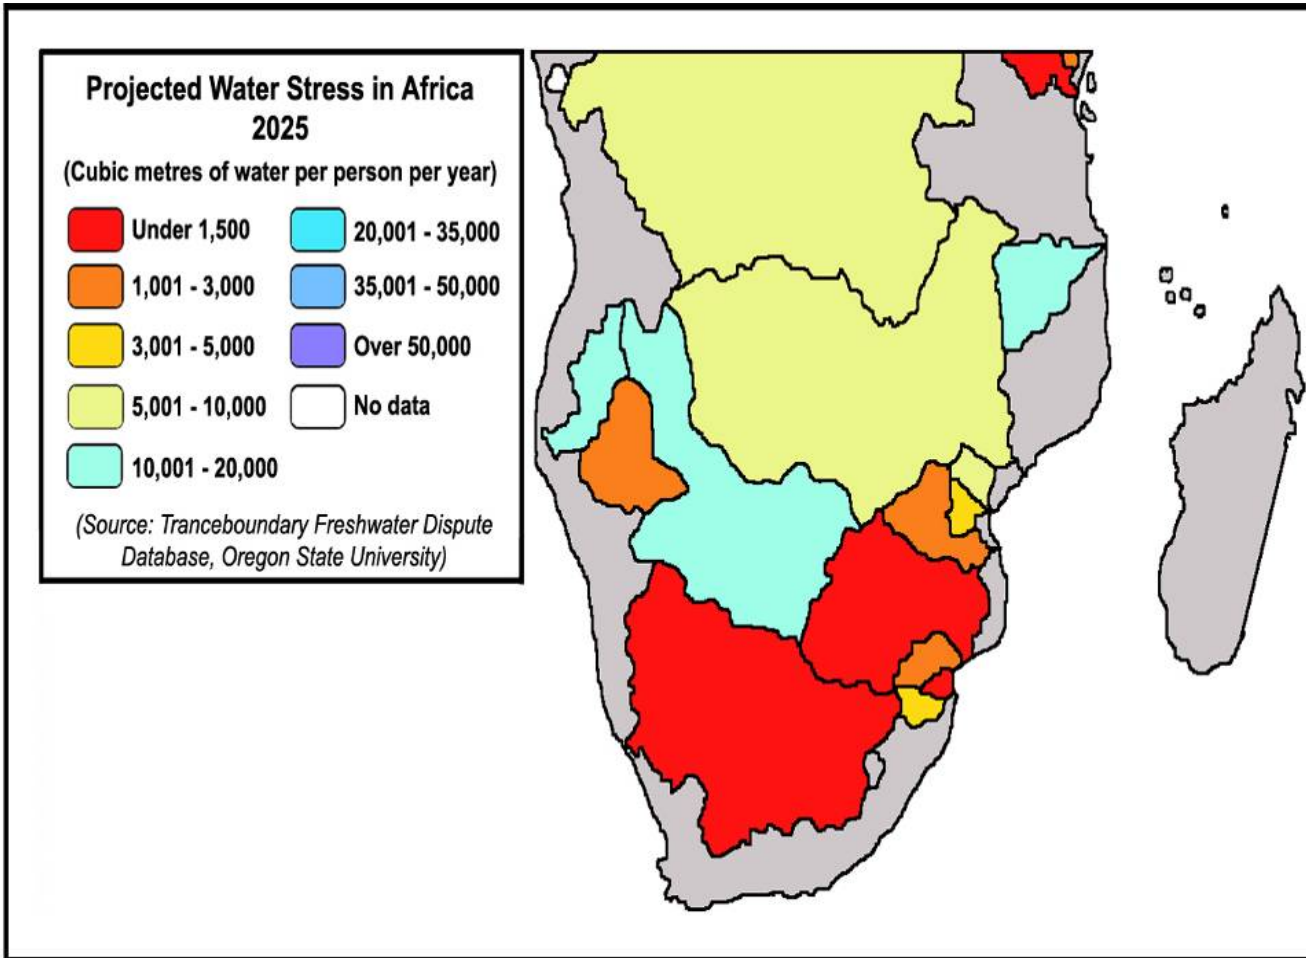 Projected Water Stress in Africa
2025
(Cubic metres of water per person per year)
Under 1,500
1,001 - 3,000
3,001 - 5,000
5,001 - 10,000
10,001 - 20,000
20,001 - 35,000
35,001 - 50,000
Over 50,000
No data
(Source: Tranceboundary Freshwater Dispute
Database, Oregon State University)